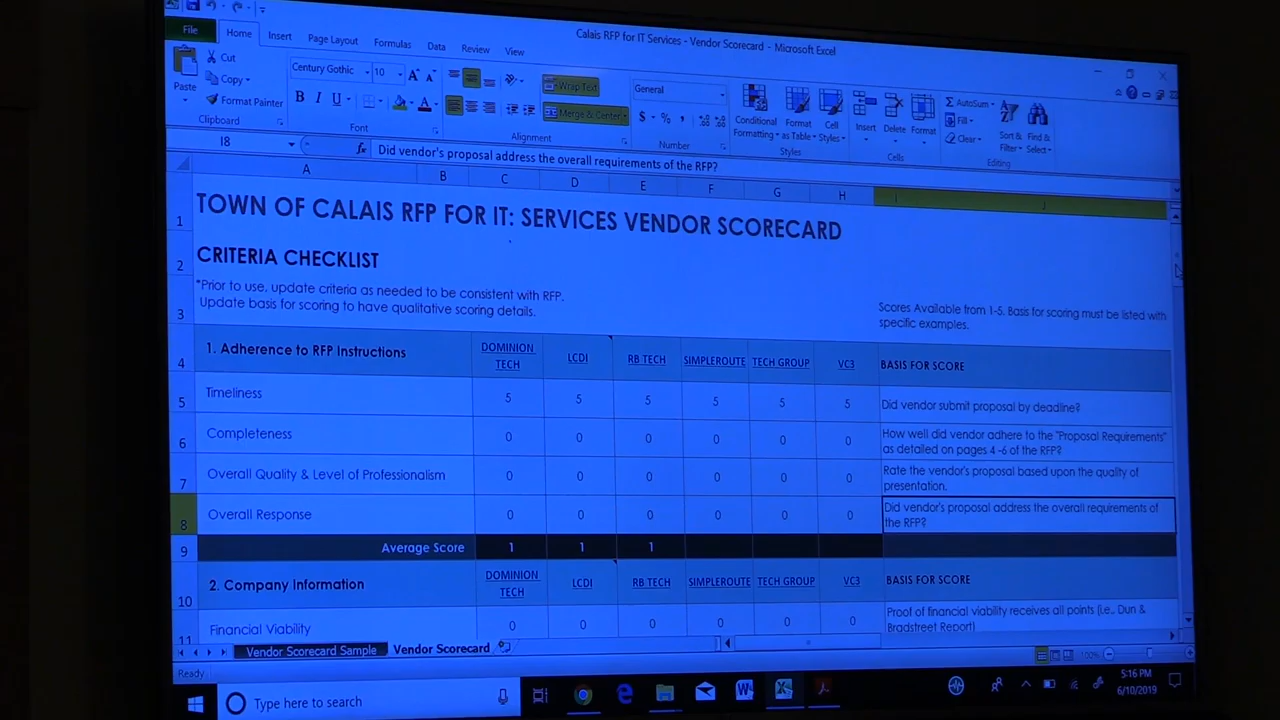 Calais RFP for IT Services - Vendor Scorecard - Microsoft Excel
File Home Insert Page Layout Formulas Data Review View
Paste
Cut
Copy
Format Painter
Clipboard
Century Gothic 10
B I U
Font
Wrap Text
Merge & Center
Alignment
General
$ % ,
Number
Conditional Formatting
Format as Table
Cell Styles
Styles
Insert Delete Format
Cells
AutoSum
Fill
Clear
Sort & Filter
Find & Select
Editing
I8 fx Did vendor's proposal address the overall requirements of the RFP?
A B C D E F G H
1 TOWN OF CALAIS RFP FOR IT: SERVICES VENDOR SCORECARD
2 CRITERIA CHECKLIST
*Prior to use, update criteria as needed to be consistent with RFP.
3 Update basis for scoring to have qualitative scoring details.
Scores Available from 1-5. Basis for scoring must be listed with
specific examples.
4 1. Adherence to RFP Instructions DOMINION TECH LCDI RB TECH SIMPLEROUTE TECH GROUP VC3 BASIS FOR SCORE
5 Timeliness 5 5 5 5 5 5 Did vendor submit proposal by deadline?
6 Completeness 0 0 0 0 0 0 How well did vendor adhere to the "Proposal Requirements"
as detailed on pages 4 -6 of the RFP?
7 Overall Quality & Level of Professionalism 0 0 0 0 0 0 Rate the vendor's proposal based upon the quality of
presentation.
8 Overall Response 0 0 0 0 0 0 Did vendor's proposal address the overall requirements of
the RFP?
9 Average Score 1 1 1
10 2. Company Information DOMINION TECH LCDI RB TECH SIMPLEROUTE TECH GROUP VC3 BASIS FOR SCORE
11 Financial Viability 0 0 0 0 0 0 Proof of financial viability receives all points (i.e., Dun &
Bradstreet Report)
Vendor Scorecard Sample Vendor Scorecard
Ready 100%
Type here to search
5:16 PM
6/10/2019